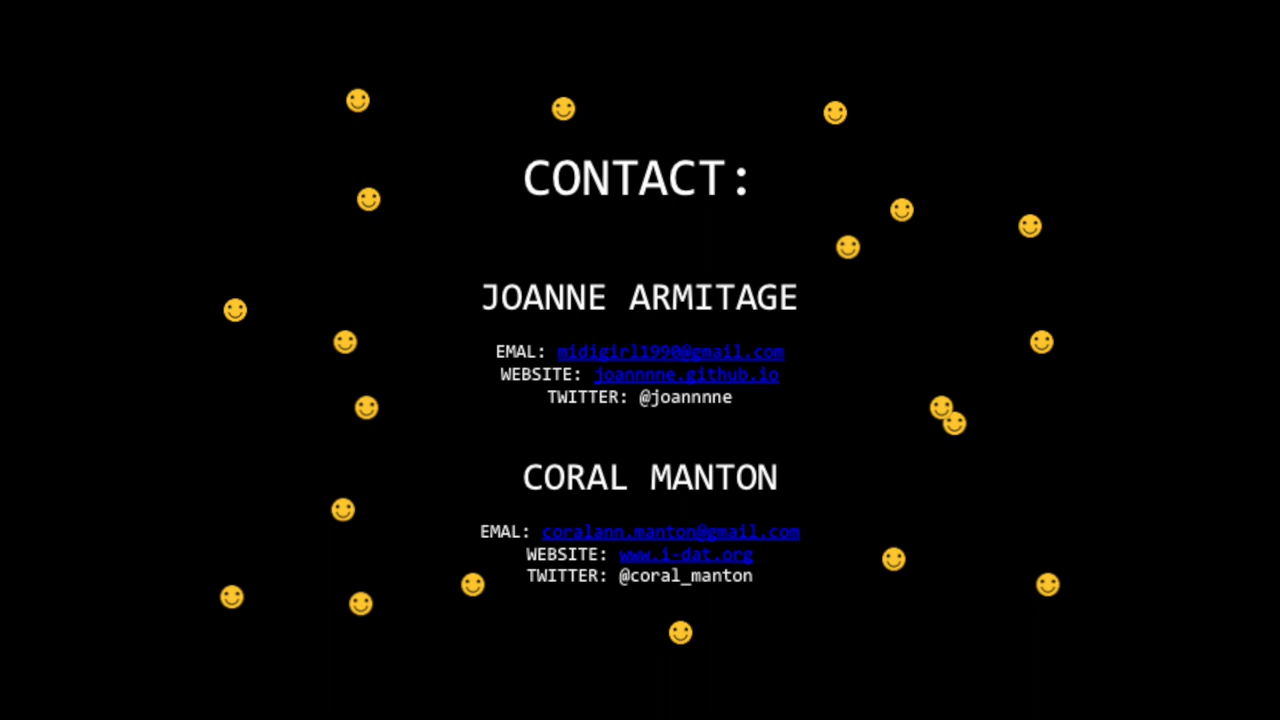 CONTACT:
JOANNE ARMITAGE
EMAL: midigirl1990@gmail.com
WEBSITE: joannnne.github.io
TWITTER: @joannnne
CORAL MANTON
EMAL: coralann.manton@gmail.com
WEBSITE: www.i-dat.org
TWITTER: @coral_manton